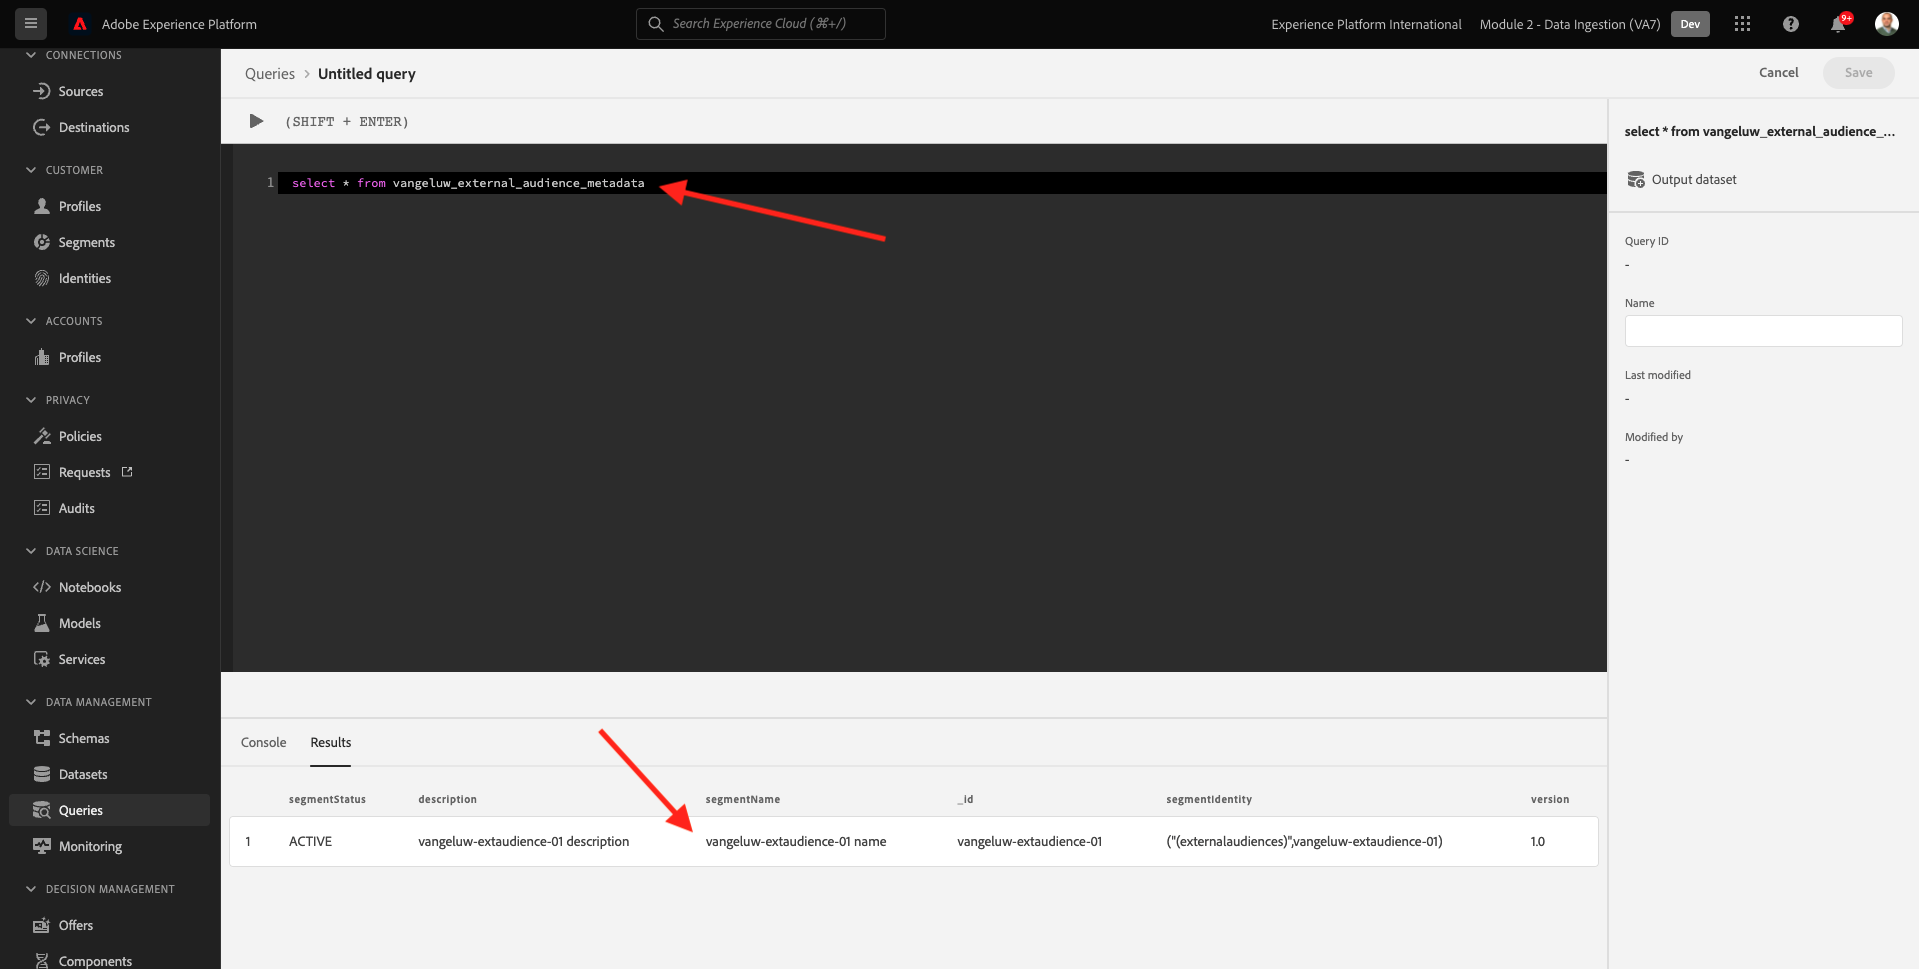 Adobe Experience Platform
Search Experience Cloud (⌘+/)
Experience Platform International
Module 2 - Data Ingestion (VA7)
Dev
9+
CONNECTIONS
Sources
Destinations
CUSTOMER
Profiles
Segments
Identities
ACCOUNTS
Profiles
PRIVACY
Policies
Requests
Audits
DATA SCIENCE
Notebooks
Models
Services
DATA MANAGEMENT
Schemas
Datasets
Queries
Monitoring
DECISION MANAGEMENT
Offers
Components
Queries > Untitled query
Cancel
Save
(SHIFT + ENTER)
1 select * from vangeluw_external_audience_metadata
Console Results
segmentStatus description segmentName _id segmentidentity version
1 ACTIVE vangeluw-extaudience-01 description vangeluw-extaudience-01 name vangeluw-extaudience-01 ("(externalaudiences)",vangeluw-extaudience-01) 1.0
select * from vangeluw_external_audience_...
Output dataset
Query ID
-
Name
Last modified
-
Modified by
-